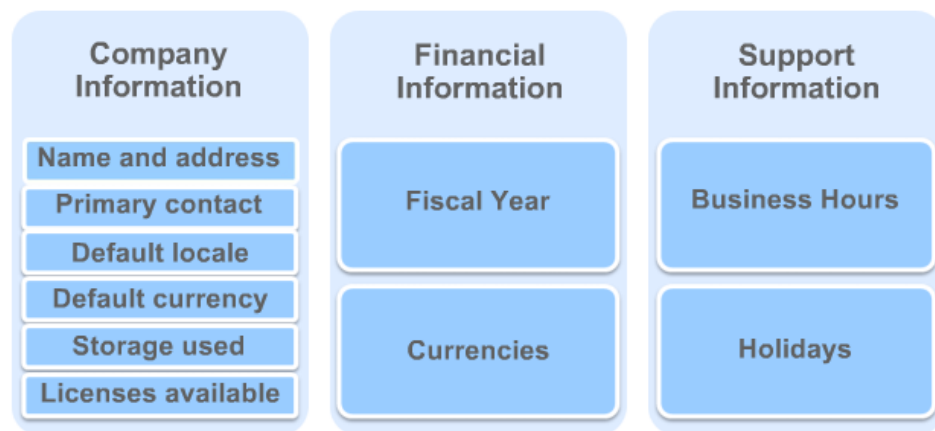 Company
Information
Name and address
Primary contact
Default locale
Default currency
Storage used
Licenses available
Financial
Information
Fiscal Year
Currencies
Support
Information
Business Hours
Holidays